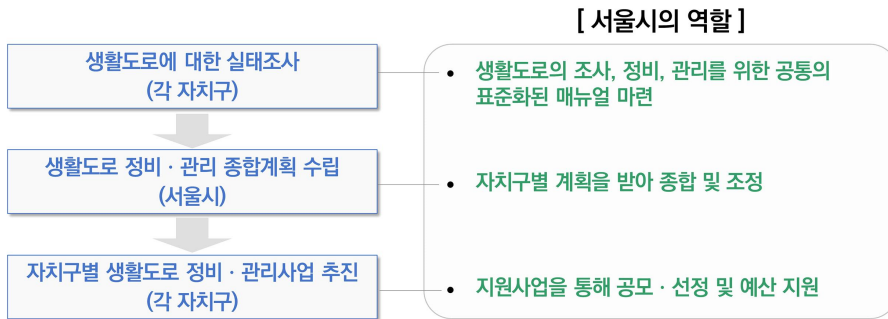 [ 서울시의 역할 ]
생활도로에 대한 실태조사
(각 자치구)
• 생활도로의 조사, 정비, 관리를 위한 공통의
표준화된 매뉴얼 마련
생활도로 정비 · 관리 종합계획 수립
(서울시)
• 자치구별 계획을 받아 종합 및 조정
자치구별 생활도로 정비 · 관리사업 추진
(각 자치구)
• 지원사업을 통해 공모 · 선정 및 예산 지원